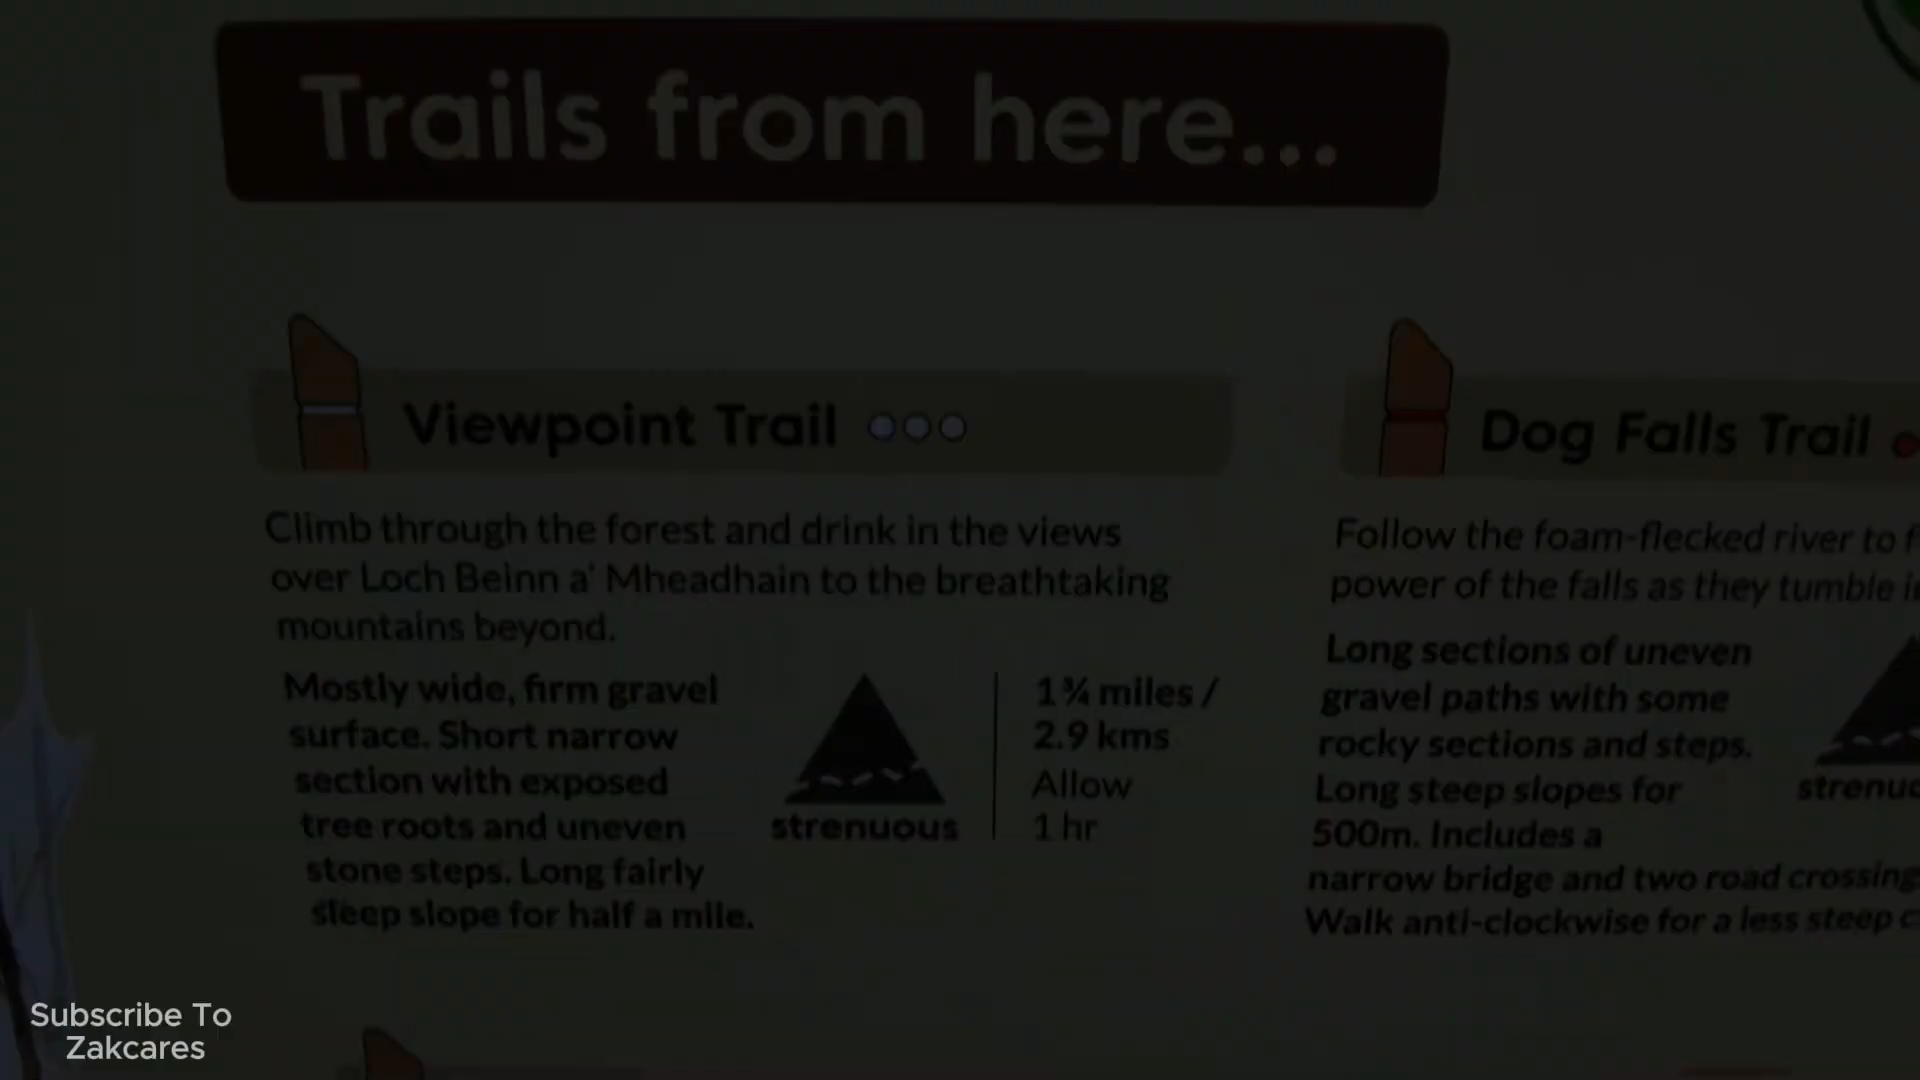 Trails from here...
Viewpoint Trail
Climb through the forest and drink in the views
over Loch Beinn a' Mheadhain to the breathtaking
mountains beyond.
Mostly wide, firm gravel
surface. Short narrow
section with exposed
tree roots and uneven
stone steps. Long fairly
steep slope for half a mile.
strenuous
1 ¾ miles /
2.9 kms
Allow
1 hr
Dog Falls Trail
Follow the foam-flecked river to
power of the falls as they tumble
Long sections of uneven
gravel paths with some
rocky sections and steps.
Long steep slopes for
500m. Includes a
narrow bridge and two road crossing
Walk anti-clockwise for a less steep
Subscribe To
Zakcares